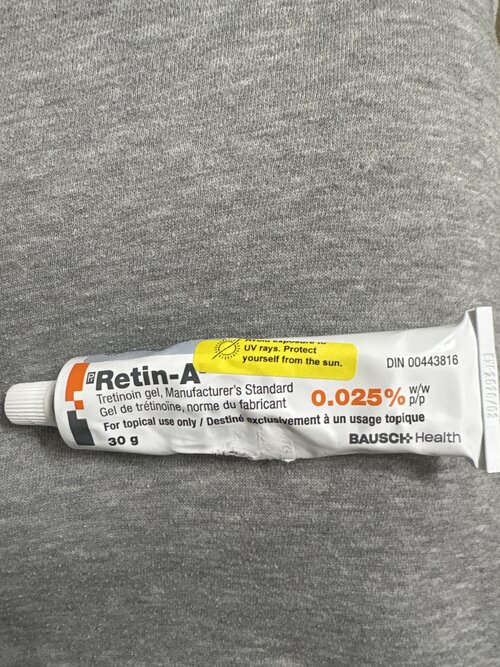 UV rays. Protect
yourself from the sun.
Retin-A
DIN 00443816
Tretinoin gel, Manufacturer's Standard
Gel de trétinoïne, norme du fabricant
0.025% w/w
p/p
For topical use only / Destiné exclusivement à un usage topique
30 g
BAUSCH+Health